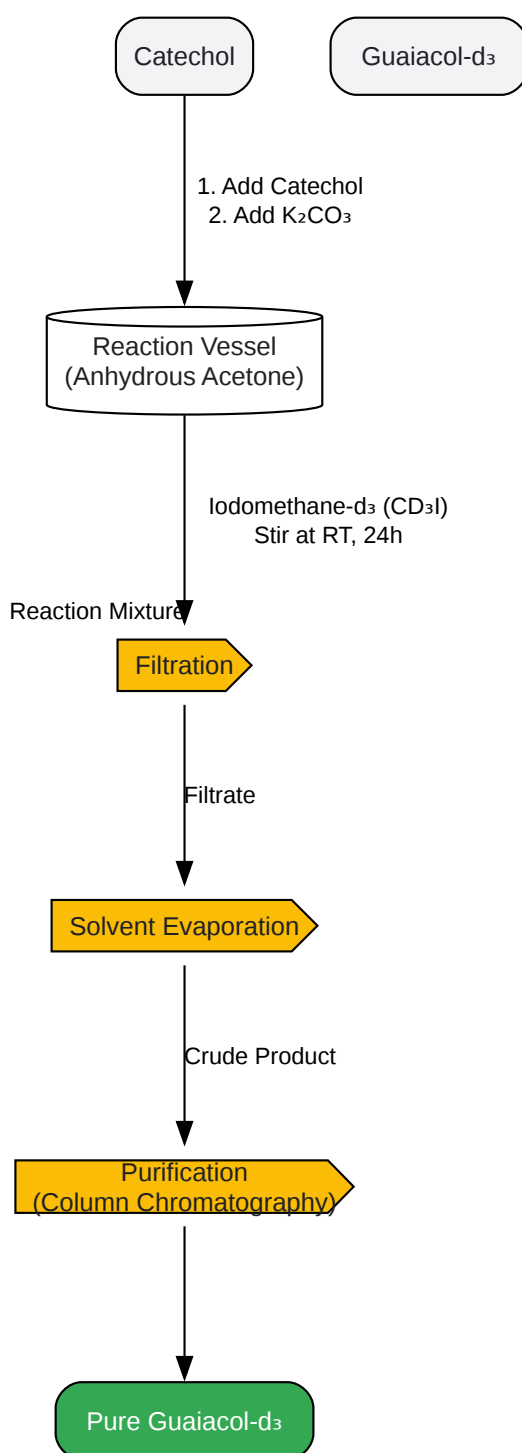 Catechol
Guaiacol-d₃
1. Add Catechol
2. Add K₂CO₃
Reaction Vessel
(Anhydrous Acetone)
Iodomethane-d₃ (CD₃I)
Stir at RT, 24h
Reaction Mixture
Filtration
Filtrate
Solvent Evaporation
Crude Product
Purification
(Column Chromatography)
Pure Guaiacol-d₃